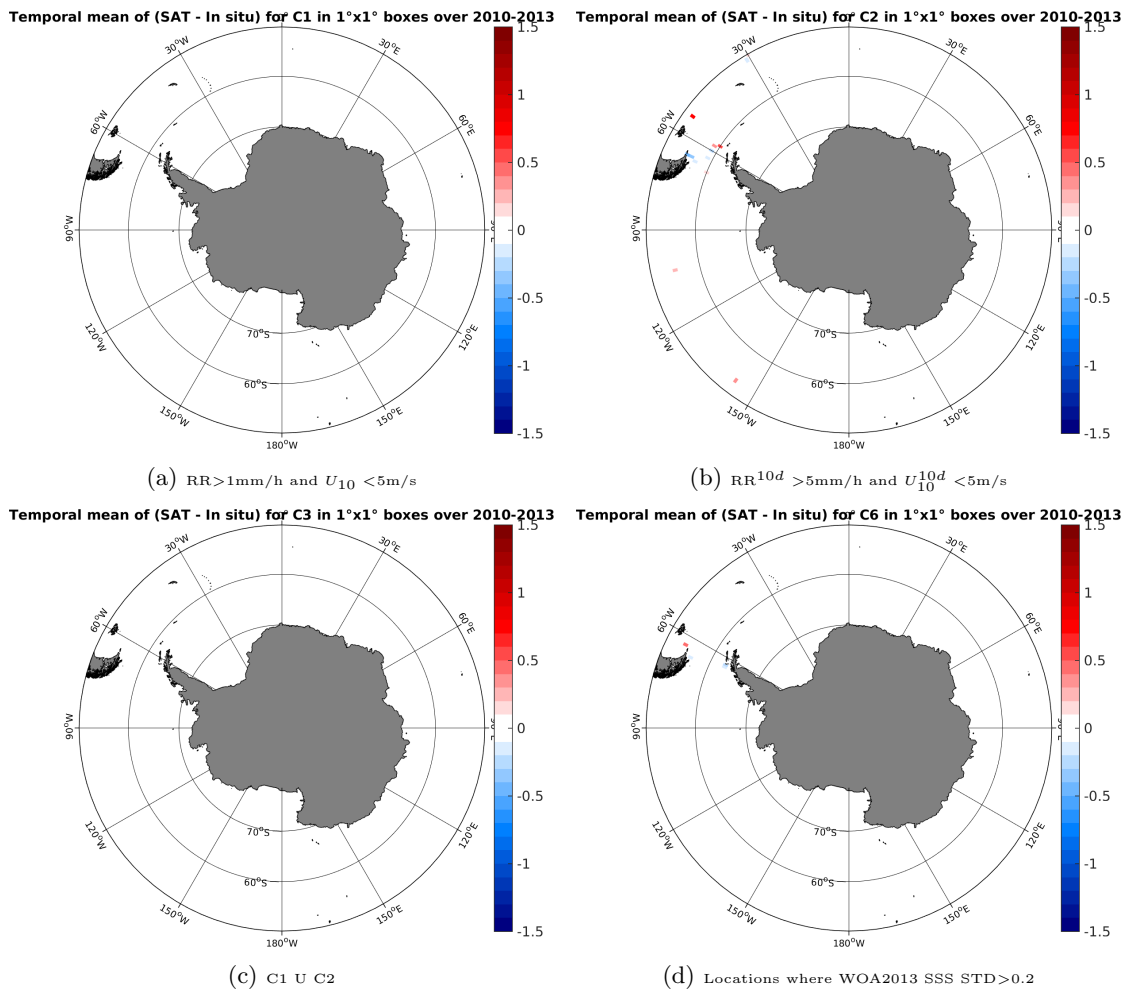 Temporal mean of (SAT - In situ) for C1 in 1°x1° boxes over 2010-2013
30°W
30°E
60°W
60°E
90°W
120°W
120°E
150°W
150°E
180°W
70°S
60°S
1.5
1
0.5
0
-0.5
-1
-1.5
(a) RR>1mm/h and U10 <5m/s
Temporal mean of (SAT - In situ) for C2 in 1°x1° boxes over 2010-2013
30°W
30°E
60°W
60°E
90°W
120°W
120°E
150°W
150°E
180°W
70°S
60°S
1.5
1
0.5
0
-0.5
-1
-1.5
(b) RR10d >5mm/h and U10d10 <5m/s
Temporal mean of (SAT - In situ) for C3 in 1°x1° boxes over 2010-2013
30°W
30°E
60°W
60°E
90°W
120°W
120°E
150°W
150°E
180°W
70°S
60°S
1.5
1
0.5
0
-0.5
-1
-1.5
(c) C1 U C2
Temporal mean of (SAT - In situ) for C6 in 1°x1° boxes over 2010-2013
30°W
30°E
60°W
60°E
90°W
120°W
120°E
150°W
150°E
180°W
70°S
60°S
1.5
1
0.5
0
-0.5
-1
-1.5
(d) Locations where WOA2013 SSS STD>0.2